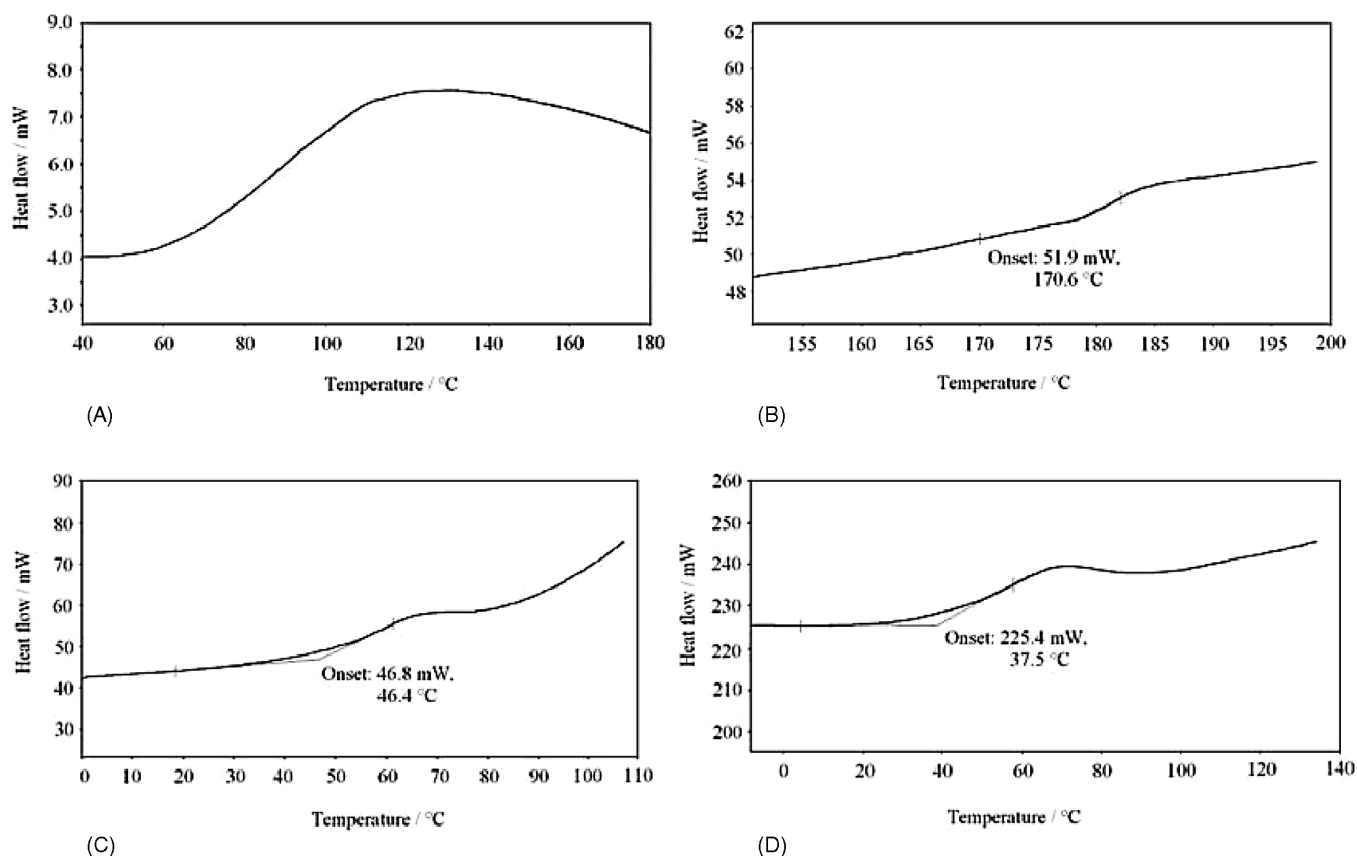 9.0
8.0
7.0
6.0
5.0
4.0
3.0
Heat flow / mW
40 60 80 100 120 140 160 180
Temperature / °C
(A)
62
60
58
56
54
52
50
48
Heat flow / mW
Onset: 51.9 mW,
170.6 °C
155 160 165 170 175 180 185 190 195 200
Temperature / °C
(B)
90
80
70
60
50
40
30
Heat flow / mW
Onset: 46.8 mW,
46.4 °C
0 10 20 30 40 50 60 70 80 90 100 110
Temperature / °C
(C)
260
250
240
230
220
210
200
Heat flow / mW
Onset: 225.4 mW,
37.5 °C
0 20 40 60 80 100 120 140
Temperature / °C
(D)